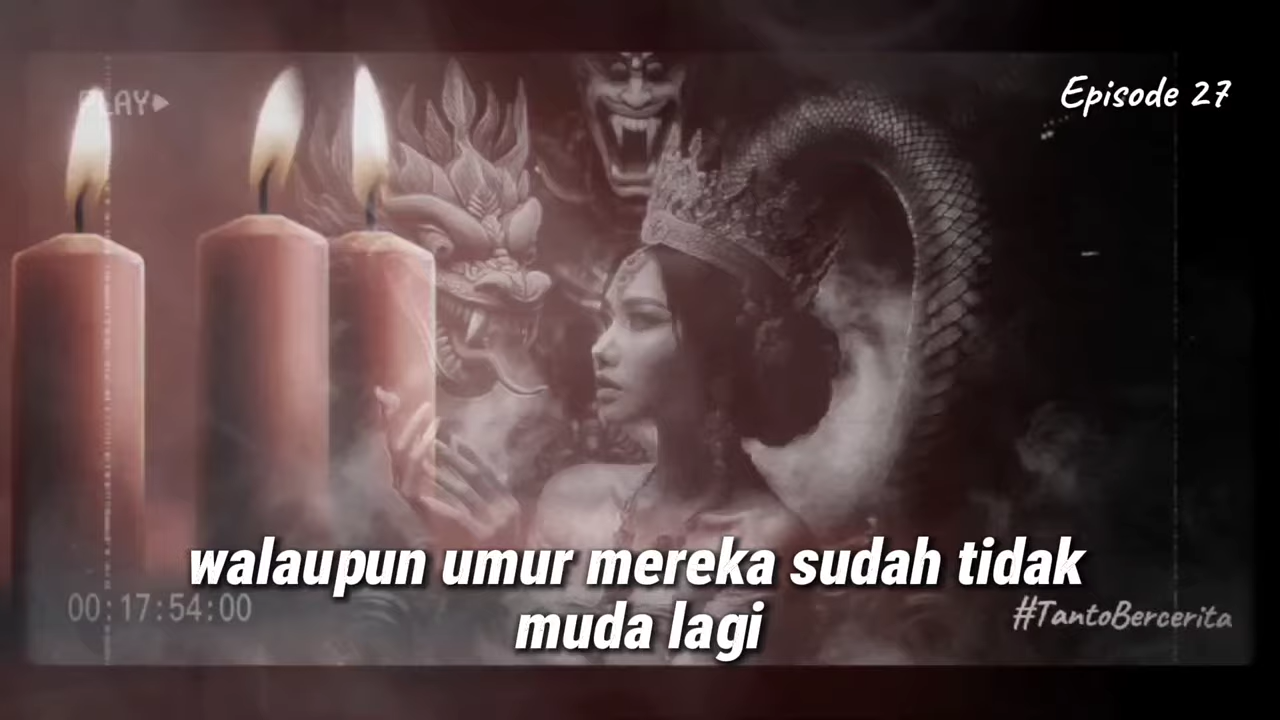 PLAY
Episode 27
walaupun umur mereka sudah tidak
muda lagi
00:17:54:00
#TantoBercerita